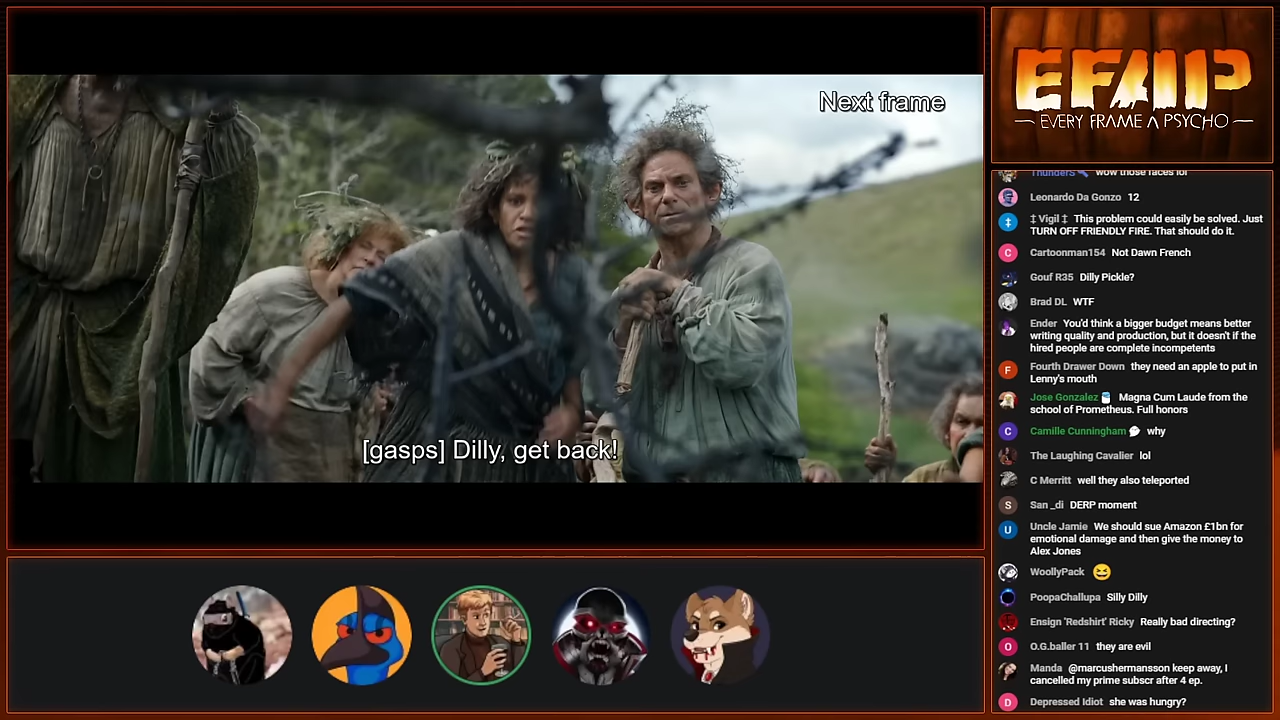 Next frame
[gasps] Dilly, get back!
EFAP
EVERY FRAME A PSYCHO
ThunderS wow those faces lol
Leonardo Da Gonzo 12
‡ Vigil ‡ This problem could easily be solved. Just
TURN OFF FRIENDLY FIRE. That should do it.
C
Cartoonman154 Not Dawn French
Gouf R35 Dilly Pickle?
Brad DL WTF
Ender You'd think a bigger budget means better
writing quality and production, but it doesn't if the
hired people are complete incompetents
F
Fourth Drawer Down they need an apple to put in
Lenny's mouth
Jose Gonzalez Magna Cum Laude from the
school of Prometheus. Full honors
C
Camille Cunningham why
The Laughing Cavalier lol
C Merritt well they also teleported
S
San _di DERP moment
U
Uncle Jamie We should sue Amazon £1bn for
emotional damage and then give the money to
Alex Jones
WoollyPack 😆
PoopaChallupa Silly Dilly
Ensign 'Redshirt' Ricky Really bad directing?
O
O.G.baller 11 they are evil
Manda @marcushermansson keep away, I
cancelled my prime subscr after 4 ep.
D
Depressed Idiot she was hungry?